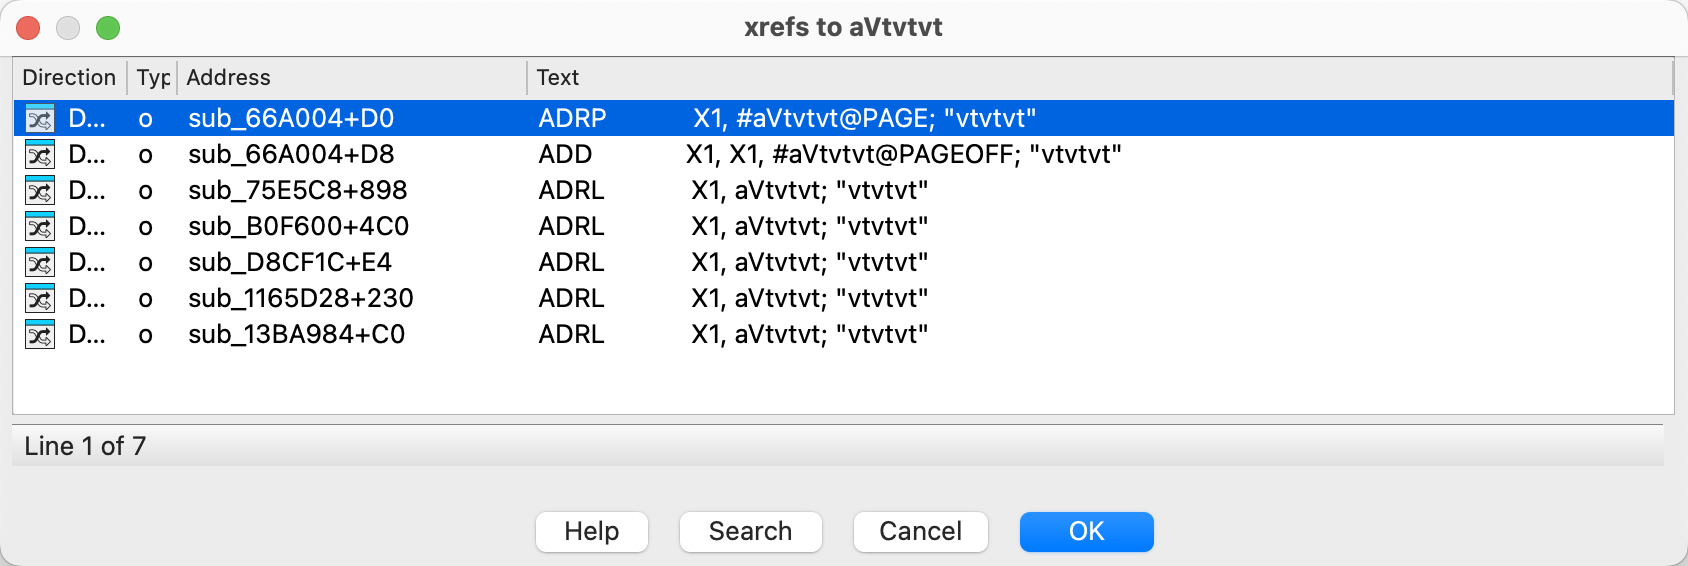 xrefs to aVtvtvt
Direction Typ Address Text
D... o sub_66A004+D0 ADRP X1, #aVtvtvt@PAGE; "vtvtvt"
D... o sub_66A004+D8 ADD X1, X1, #aVtvtvt@PAGEOFF; "vtvtvt"
D... o sub_75E5C8+898 ADRL X1, aVtvtvt; "vtvtvt"
D... o sub_B0F600+4C0 ADRL X1, aVtvtvt; "vtvtvt"
D... o sub_D8CF1C+E4 ADRL X1, aVtvtvt; "vtvtvt"
D... o sub_1165D28+230 ADRL X1, aVtvtvt; "vtvtvt"
D... o sub_13BA984+C0 ADRL X1, aVtvtvt; "vtvtvt"
Line 1 of 7
Help Search Cancel OK